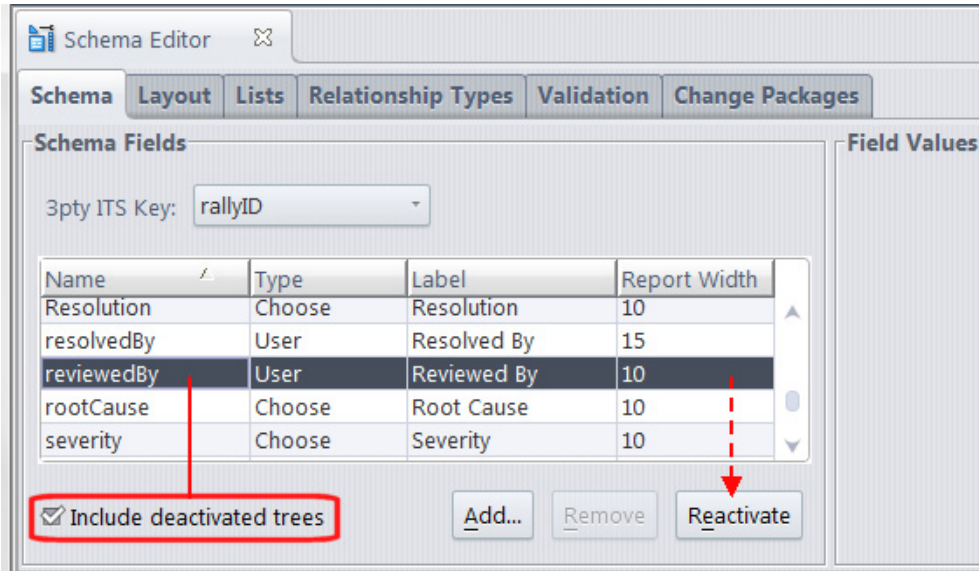 Schema Editor
Schema Layout Lists Relationship Types Validation Change Packages
Schema Fields
Field Values
3pty ITS Key: rallyID
Name Type Label Report Width
Resolution Choose Resolution 10
resolvedBy User Resolved By 15
reviewedBy User Reviewed By 10
rootCause Choose Root Cause 10
severity Choose Severity 10
Include deactivated trees Add... Remove Reactivate